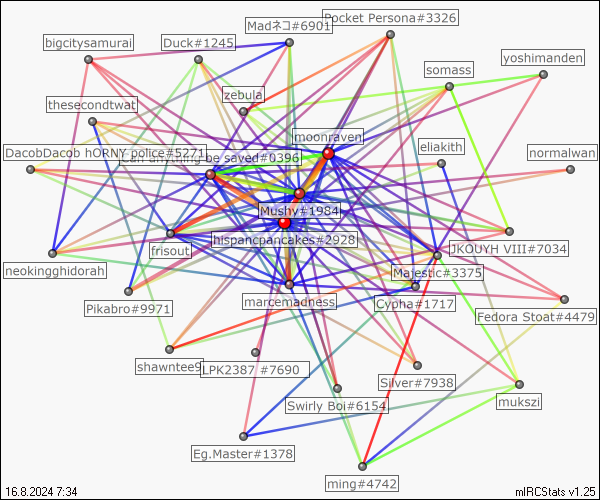 Madネコ#6901
Pocket Persona#3326
bigcitysamurai
Duck#1245
yoshimanden
somass
zebula
thesecondtwat
moonraven
eliakith
normalwan
DacobDacob hORNY police#5271
can anything be saved#0396
Mushy#1984
hispancpancakes#2928
frisout
JKOUYH VIII#7034
neokingghidorah
Majestic#3375
Pikabro#9971
marcemadness
Cypha#1717
Fedora Stoat#4479
shawntee9
LPK2387 #7690
Silver#7938
Swirly Boi#6154
mukszi
Eg.Master#1378
ming#4742
16.8.2024 7:34
mIRCStats v1.25